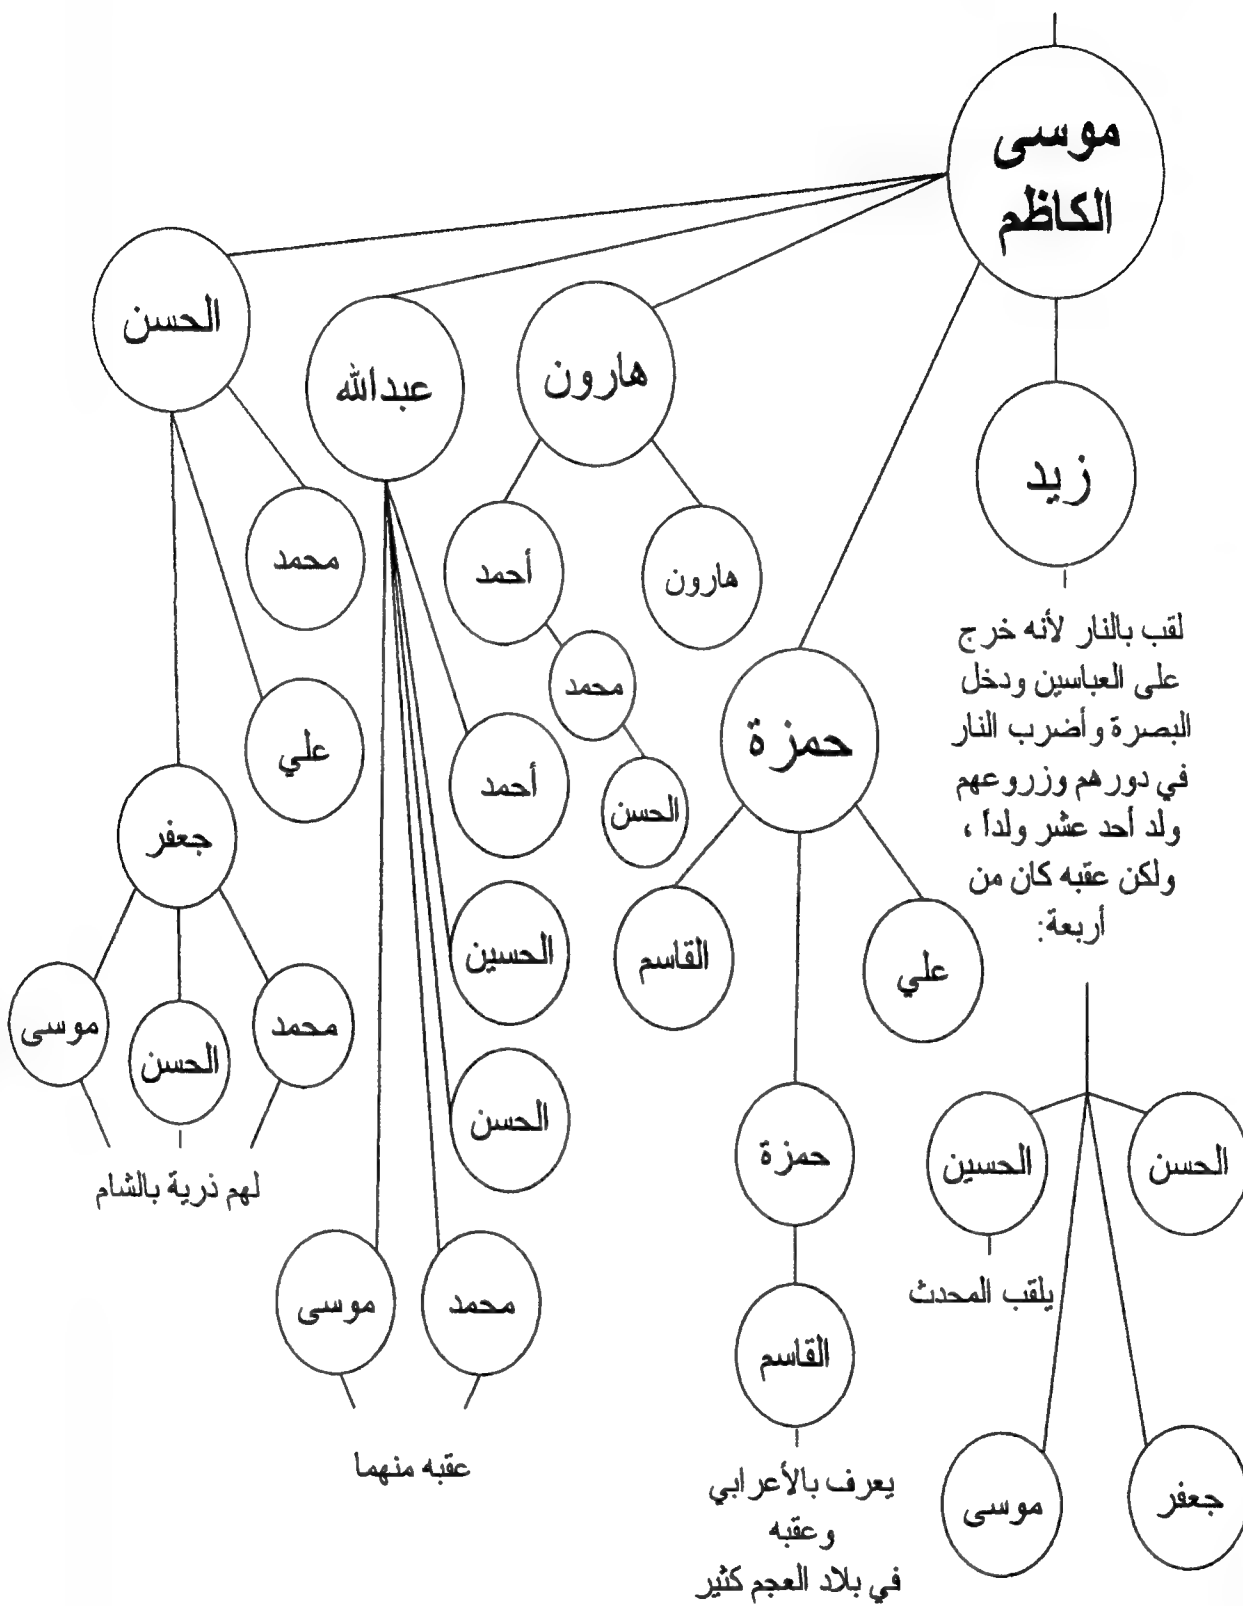 موسى
الكاظم
زيد
هارون
عبدالله
الحسن
لقب بالنار لأنه خرج
على العباسين ودخل
البصرة وأضرب النار
في دورهم وزروعهم
ولد أحد عشر ولداً ،
ولكن عقبه كان من
أربعة:
الحسن
الحسين
يلقب المحدث
جعفر
موسى
حمزة
علي
حمزة
القاسم
القاسم
يعرف بالأعرابي
وعقبه
في بلاد العجم كثير
هارون
أحمد
محمد
الحسن
أحمد
الحسين
الحسن
محمد
موسى
عقبه منهما
محمد
علي
جعفر
محمد
الحسن
موسى
لهم ذرية بالشام